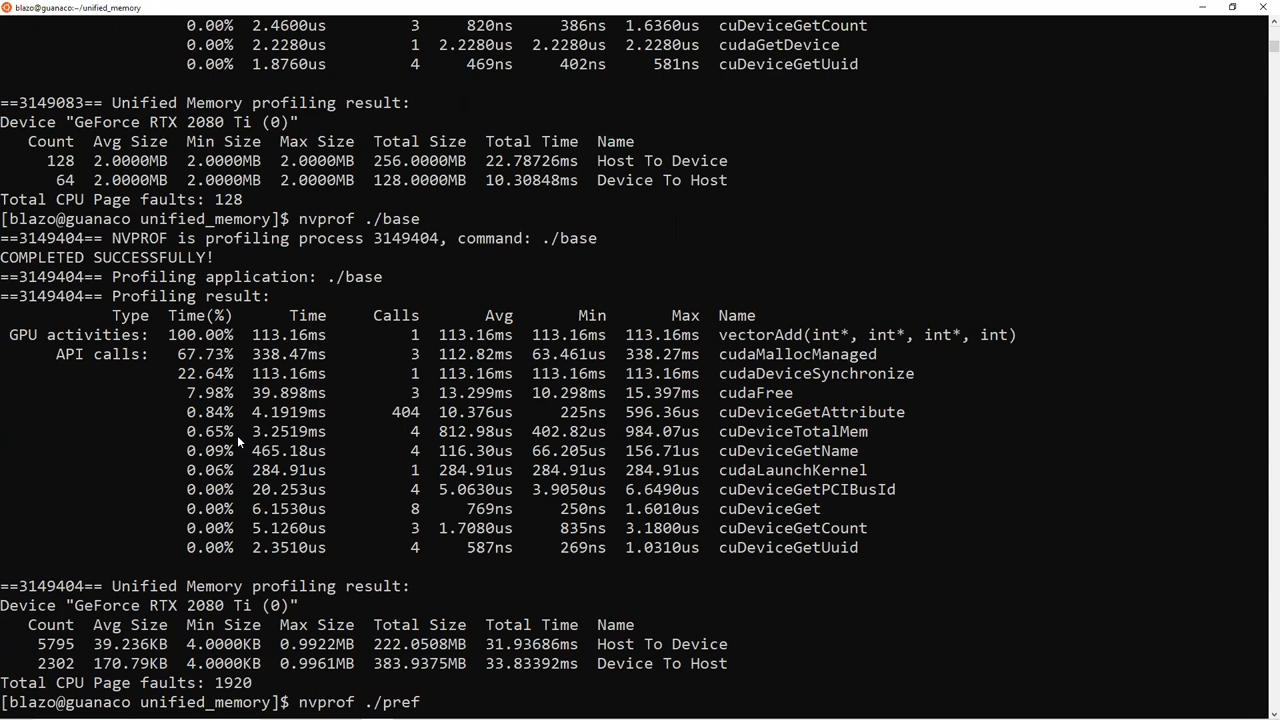 blazo@guanaco: ~/unified_memory
0.00% 2.4600us 3 820ns 386ns 1.6360us cuDeviceGetCount
0.00% 2.2280us 1 2.2280us 2.2280us 2.2280us cudaGetDevice
0.00% 1.8760us 4 469ns 402ns 581ns cuDeviceGetUuid
==3149083== Unified Memory profiling result:
Device "GeForce RTX 2080 Ti (0)"
Count Avg Size Min Size Max Size Total Size Total Time Name
128 2.0000MB 2.0000MB 2.0000MB 256.0000MB 22.78726ms Host To Device
64 2.0000MB 2.0000MB 2.0000MB 128.0000MB 10.30848ms Device To Host
Total CPU Page faults: 128
[blazo@guanaco unified_memory]$ nvprof ./base
==3149404== NVPROF is profiling process 3149404, command: ./base
COMPLETED SUCCESSFULLY!
==3149404== Profiling application: ./base
==3149404== Profiling result:
Type Time(%) Time Calls Avg Min Max Name
GPU activities: 100.00% 113.16ms 1 113.16ms 113.16ms 113.16ms vectorAdd(int*, int*, int*, int)
API calls: 67.73% 338.47ms 3 112.82ms 63.461us 338.27ms cudaMallocManaged
22.64% 113.16ms 1 113.16ms 113.16ms 113.16ms cudaDeviceSynchronize
7.98% 39.898ms 3 13.299ms 10.298ms 15.397ms cudaFree
0.84% 4.1919ms 404 10.376us 225ns 596.36us cuDeviceGetAttribute
0.65% 3.2519ms 4 812.98us 402.82us 984.07us cuDeviceTotalMem
0.09% 465.18us 4 116.30us 66.205us 156.71us cuDeviceGetName
0.06% 284.91us 1 284.91us 284.91us 284.91us cudaLaunchKernel
0.00% 20.253us 4 5.0630us 3.9050us 6.6490us cuDeviceGetPCIBusId
0.00% 6.1530us 8 769ns 250ns 1.6010us cuDeviceGet
0.00% 5.1260us 3 1.7080us 835ns 3.1800us cuDeviceGetCount
0.00% 2.3510us 4 587ns 269ns 1.0310us cuDeviceGetUuid
==3149404== Unified Memory profiling result:
Device "GeForce RTX 2080 Ti (0)"
Count Avg Size Min Size Max Size Total Size Total Time Name
5795 39.236KB 4.0000KB 0.9922MB 222.0508MB 31.93686ms Host To Device
2302 170.79KB 4.0000KB 0.9961MB 383.9375MB 33.83392ms Device To Host
Total CPU Page faults: 1920
[blazo@guanaco unified_memory]$ nvprof ./pref